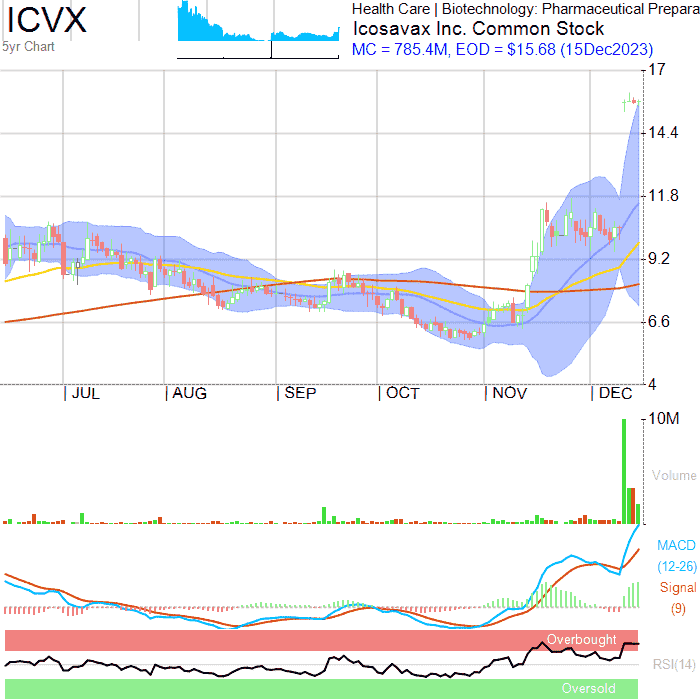 ICVX
5yr Chart
Health Care | Biotechnology: Pharmaceutical Prepara
Icosavax Inc. Common Stock
MC = 785.4M, EOD = $15.68 (15Dec2023)
17
14.4
11.8
9.2
6.6
4
JUL AUG SEP OCT NOV DEC
10M
Volume
MACD
(12-26)
Signal
(9)
Overbought
RSI(14)
Oversold